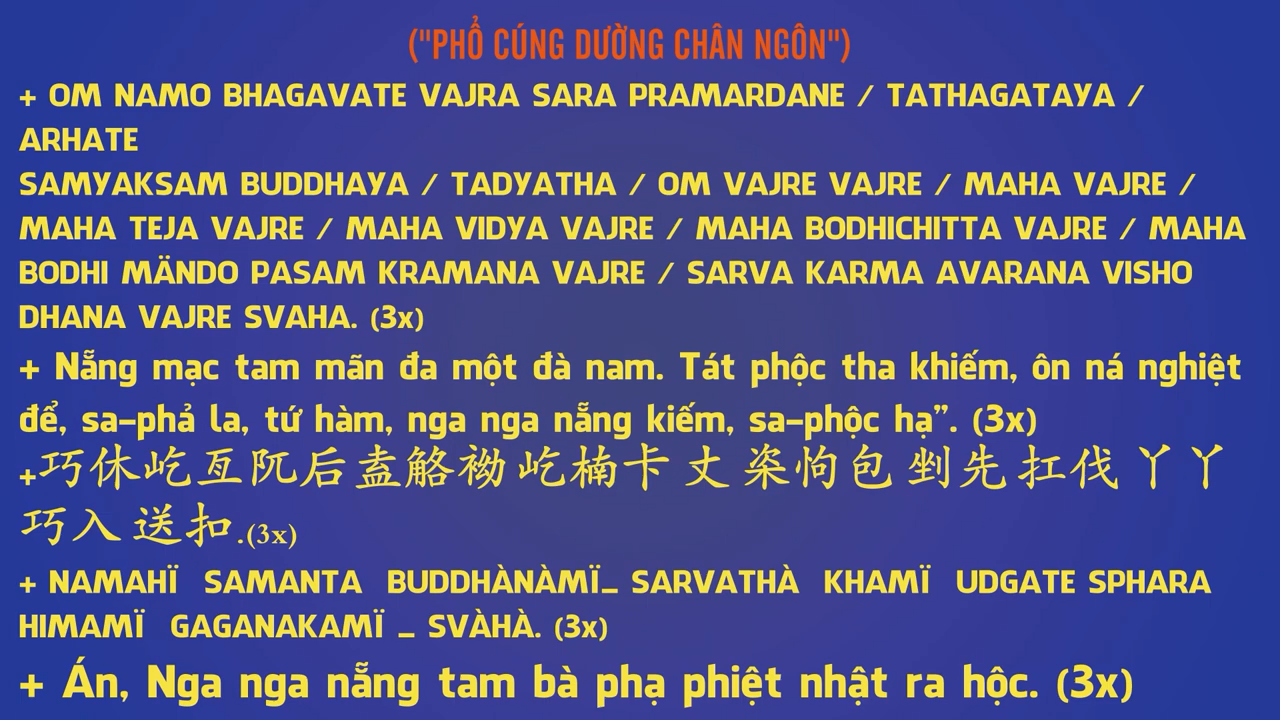 ("PHỔ CÚNG DƯỜNG CHÂN NGÔN")
+ OM NAMO BHAGAVATE VAJRA SARA PRAMARDANE / TATHAGATAYA /
ARHATE
SAMYAKSAM BUDDHAYA / TADYATHA / OM VAJRE VAJRE / MAHA VAJRE /
MAHA TEJA VAJRE / MAHA VIDYA VAJRE / MAHA BODHICHITTA VAJRE / MAHA
BODHI MÄNDO PASAM KRAMANA VAJRE / SARVA KARMA AVARANA VISHO
DHANA VAJRE SVAHA. (3x)
+ Nẵng mạc tam mãn đa một đà nam. Tát phộc tha khiếm, ôn ná nghiệt
để, sa-phả la, tứ hàm, nga nga nẵng kiếm, sa-phộc hạ”. (3x)
+巧休屹亙阢后盍觡袎屹楠卡丈湬怐包剉先扛伐丫丫
巧入送扣.(3x)
+ NAMAHÏ SAMANTA BUDDHÀNÀMÏ_ SARVATHÀ KHAMÏ UDGATE SPHARA
HIMAMÏ GAGANAKAMÏ _ SVÀHÀ. (3x)
+ Án, Nga nga nẵng tam bà phạ phiệt nhật ra hộc. (3x)